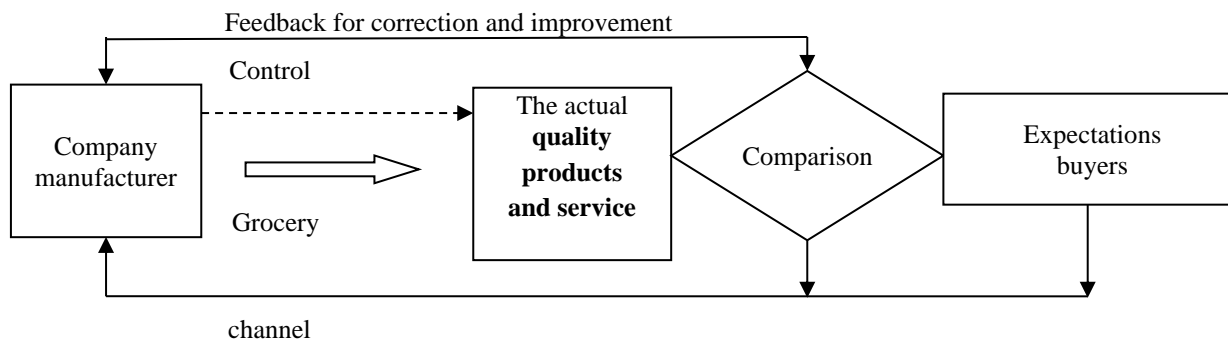 Feedback for correction and improvement
Control
Company
manufacturer
The actual
quality
products
and service
Comparison
Expectations
buyers
Grocery
channel